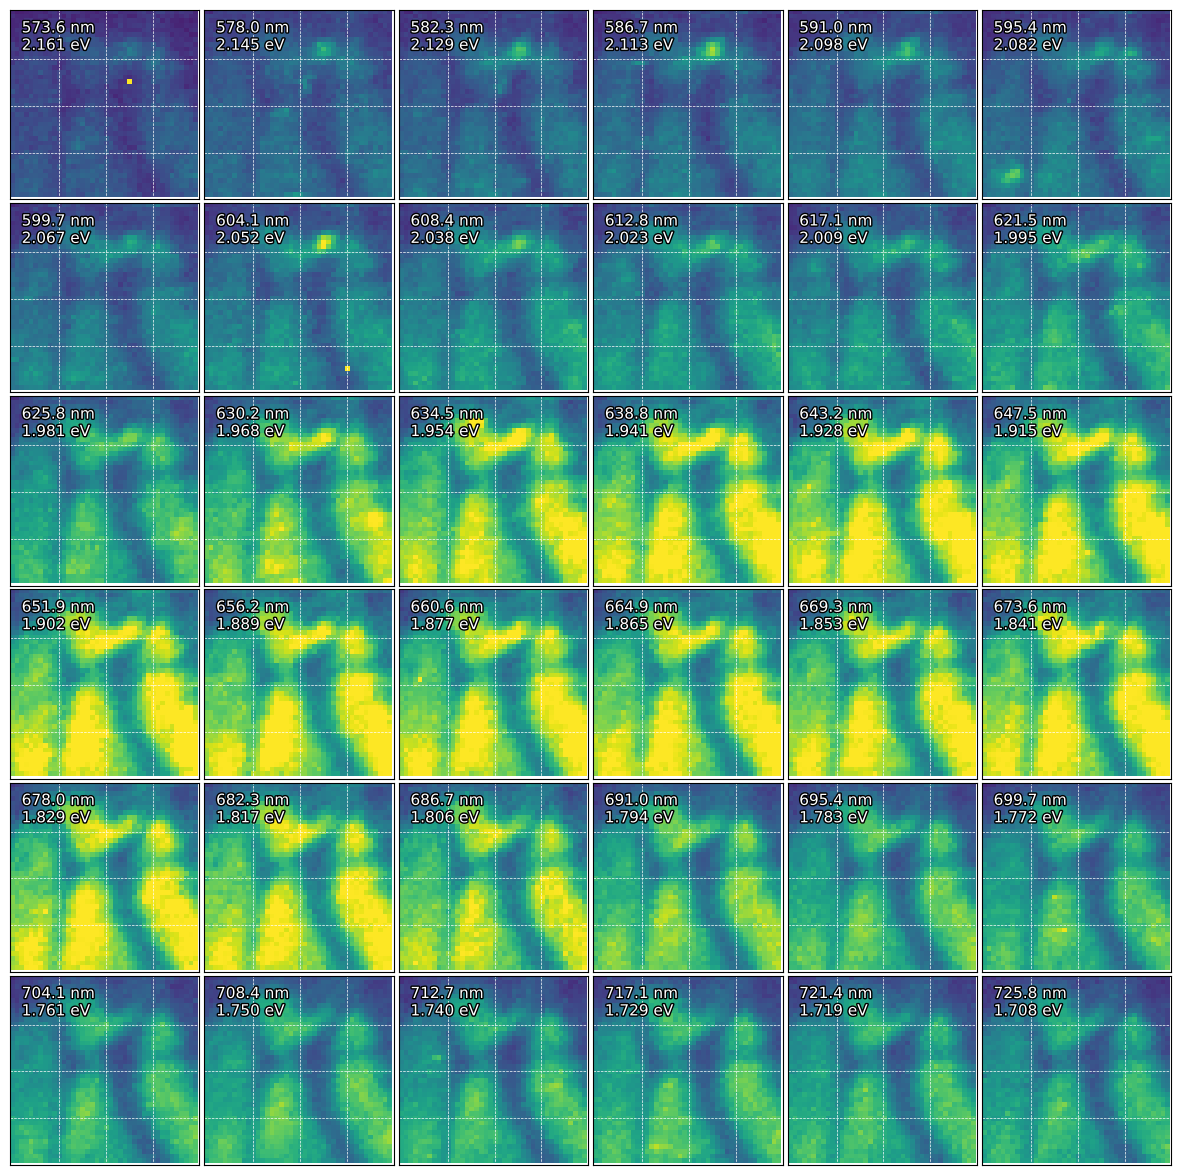 573.6 nm
2.161 eV
578.0 nm
2.145 eV
582.3 nm
2.129 eV
586.7 nm
2.113 eV
591.0 nm
2.098 eV
595.4 nm
2.082 eV
599.7 nm
2.067 eV
604.1 nm
2.052 eV
608.4 nm
2.038 eV
612.8 nm
2.023 eV
617.1 nm
2.009 eV
621.5 nm
1.995 eV
625.8 nm
1.981 eV
630.2 nm
1.968 eV
634.5 nm
1.954 eV
638.8 nm
1.941 eV
643.2 nm
1.928 eV
647.5 nm
1.915 eV
651.9 nm
1.902 eV
656.2 nm
1.889 eV
660.6 nm
1.877 eV
664.9 nm
1.865 eV
669.3 nm
1.853 eV
673.6 nm
1.841 eV
678.0 nm
1.829 eV
682.3 nm
1.817 eV
686.7 nm
1.806 eV
691.0 nm
1.794 eV
695.4 nm
1.783 eV
699.7 nm
1.772 eV
704.1 nm
1.761 eV
708.4 nm
1.750 eV
712.7 nm
1.740 eV
717.1 nm
1.729 eV
721.4 nm
1.719 eV
725.8 nm
1.708 eV